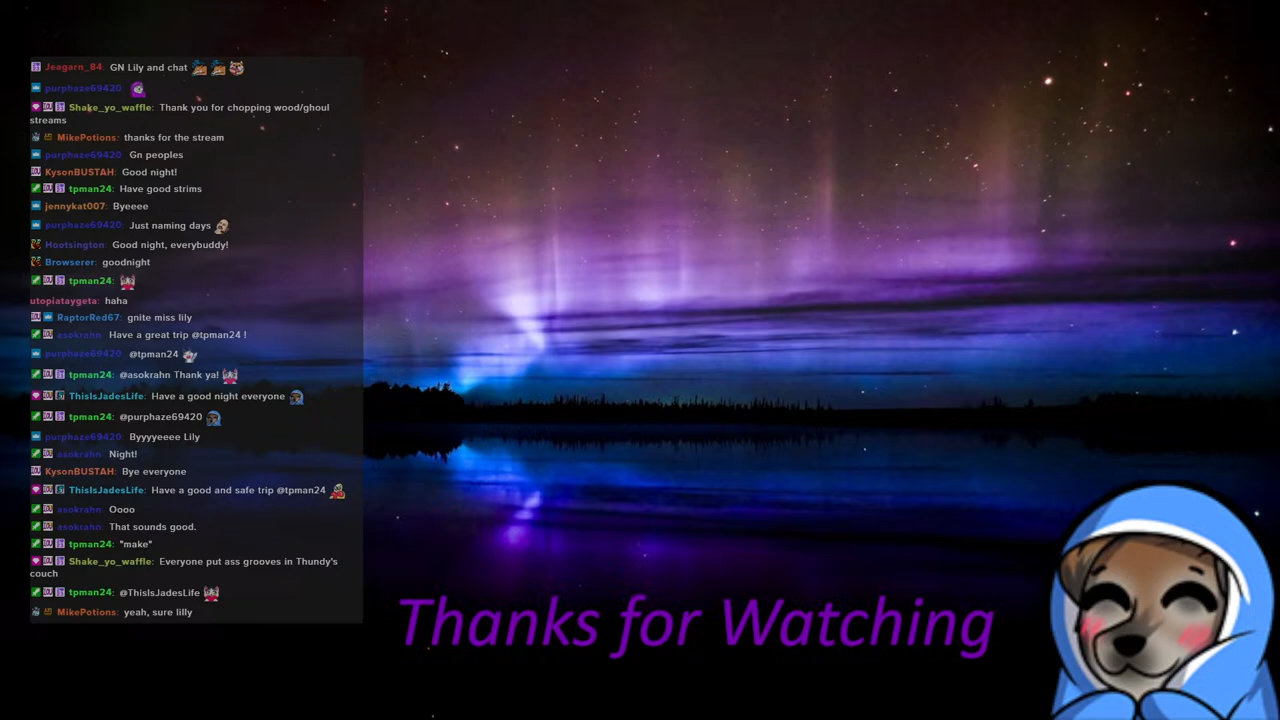 Jeagarn_84: GN Lily and chat
purphaze69420
Shake_yo_waffle: Thank you for chopping wood/ghoul
streams
MikePotions: thanks for the stream
purphaze69420 Gn peoples
KysonBUSTAH: Good night!
tpman24: Have good strims
jennykat007: Byeeee
purphaze69420 Just naming days
Hootsington: Good night, everybuddy!
Browserer: goodnight
tpman24:
utopiataygeta: haha
RaptorRed67: gnite miss lily
asokrahn Have a great trip @tpman24 !
purphaze69420 @tpman24
tpman24: @asokrahn Thank ya!
ThisIsJadesLife: Have a good night everyone
tpman24: @purphaze69420
purphaze69420 Byyyyeeee Lily
asokrahn Night!
KysonBUSTAH: Bye everyone
ThisIsJadesLife: Have a good and safe trip @tpman24
asokrahn Oooo
asokrahn That sounds good.
tpman24: "make"
Shake_yo_waffle: Everyone put ass grooves in Thundy's
couch
tpman24: @ThisIsJadesLife
MikePotions: yeah, sure lilly
Thanks for Watching